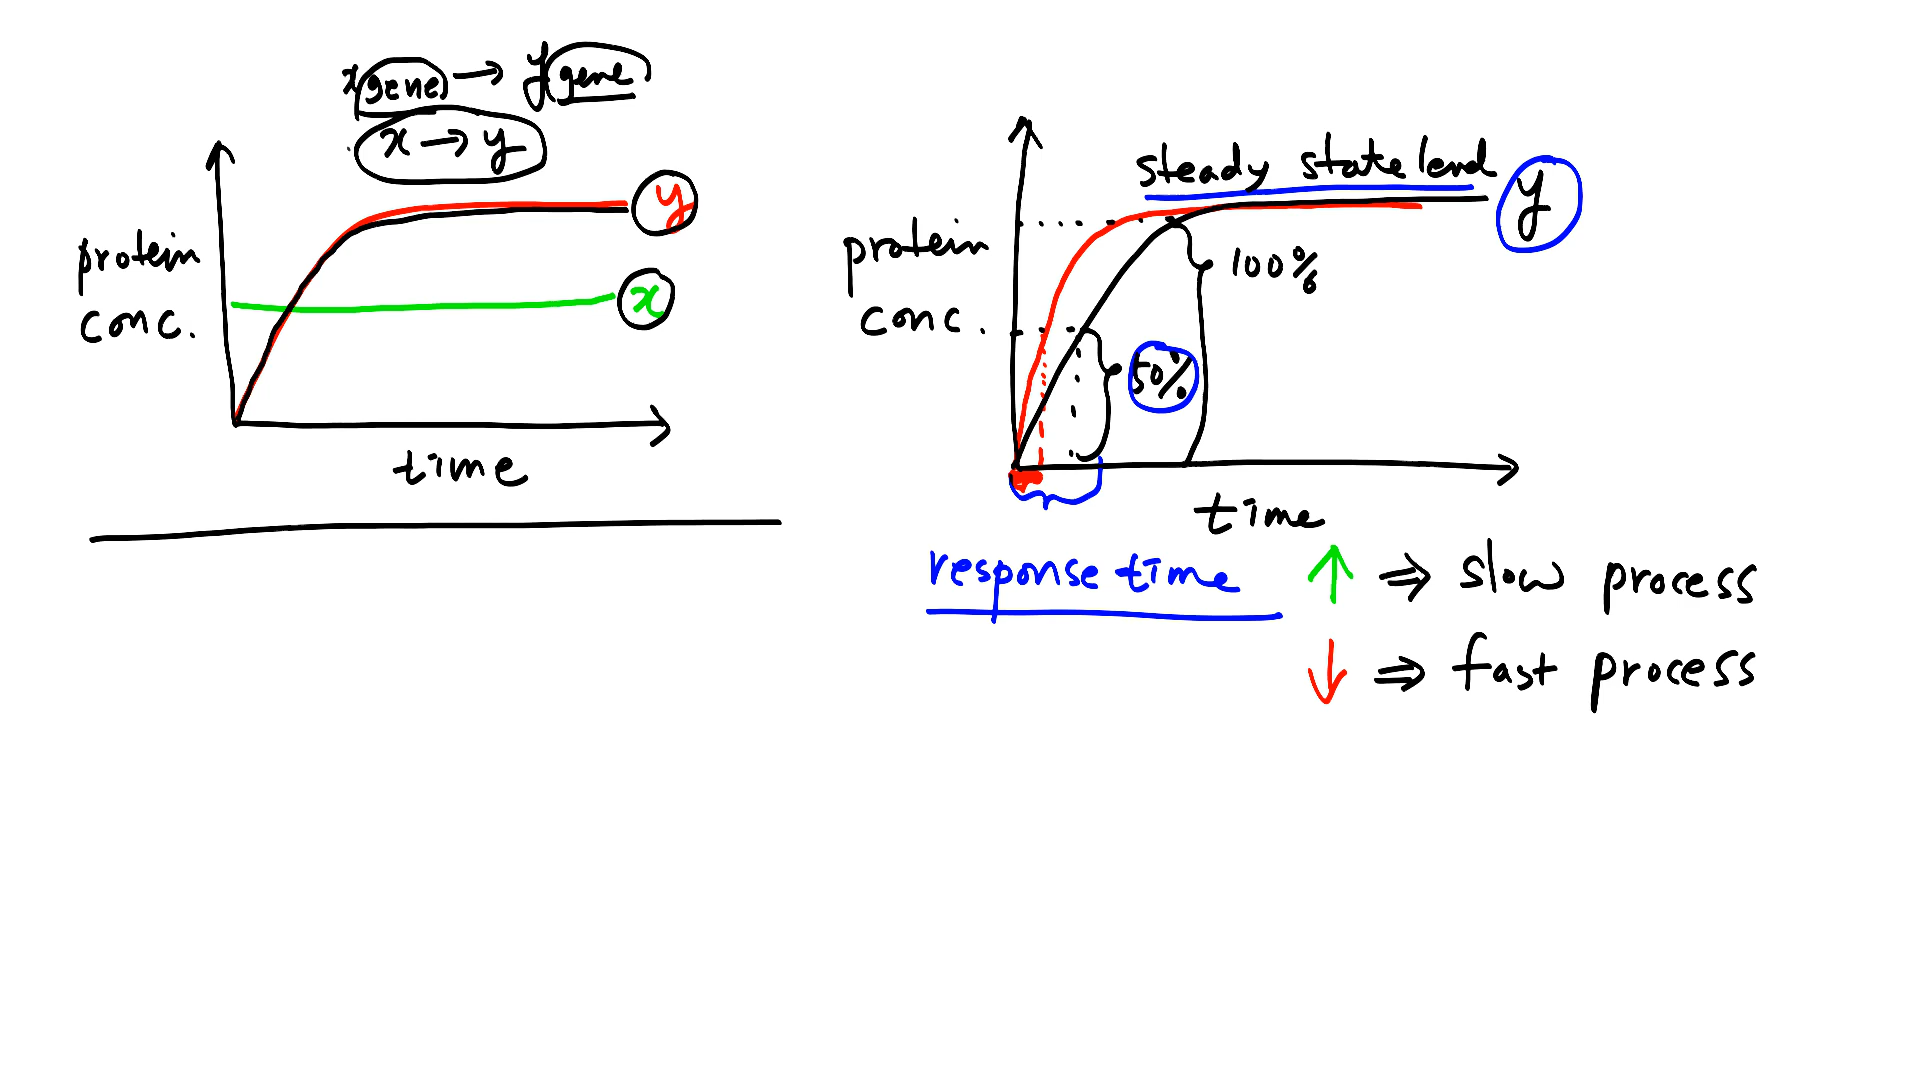 x gene → y gene
x → y
y
x
protein
conc.
time
steady state level
y
protein
conc.
100%
50%
time
response time ↑ ⇒ slow process
↓ ⇒ fast process